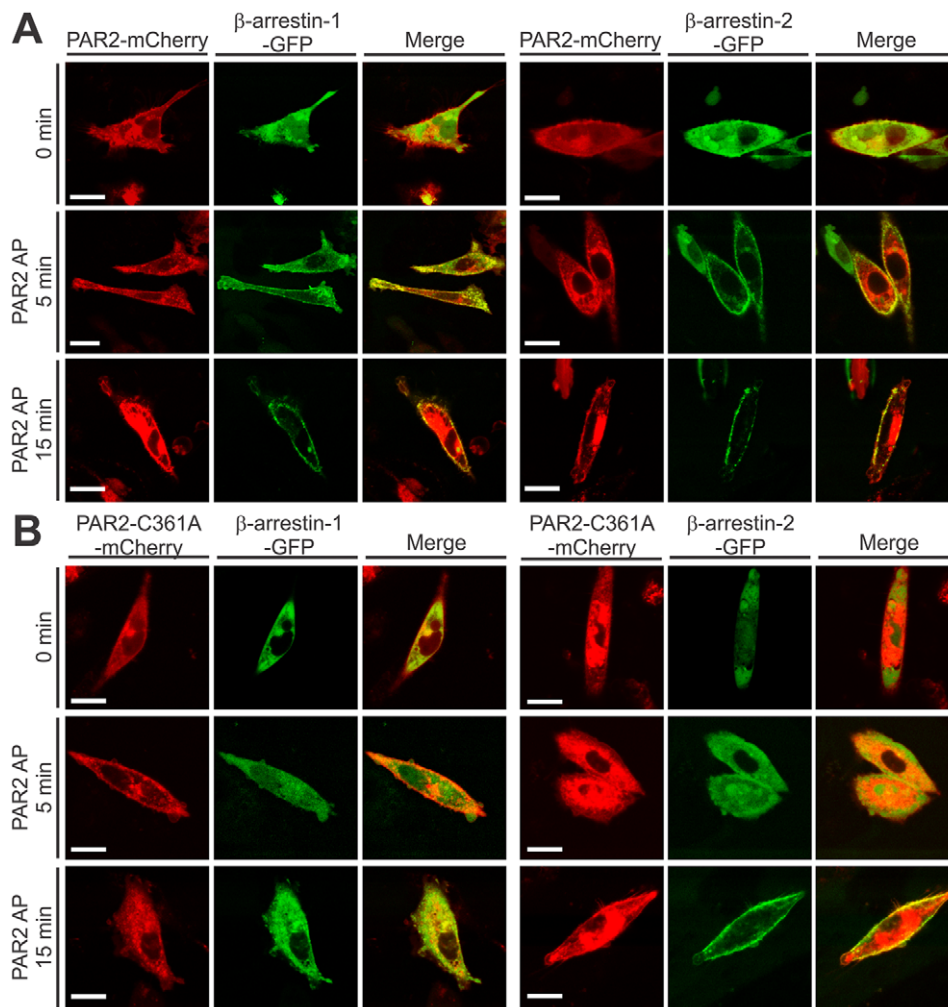 A
PAR2-mCherry
β-arrestin-1
-GFP
Merge
PAR2-mCherry
β-arrestin-2
-GFP
Merge
0 min
PAR2 AP
5 min
PAR2 AP
15 min
B
PAR2-C361A
-mCherry
β-arrestin-1
-GFP
Merge
PAR2-C361A
-mCherry
β-arrestin-2
-GFP
Merge
0 min
PAR2 AP
5 min
PAR2 AP
15 min